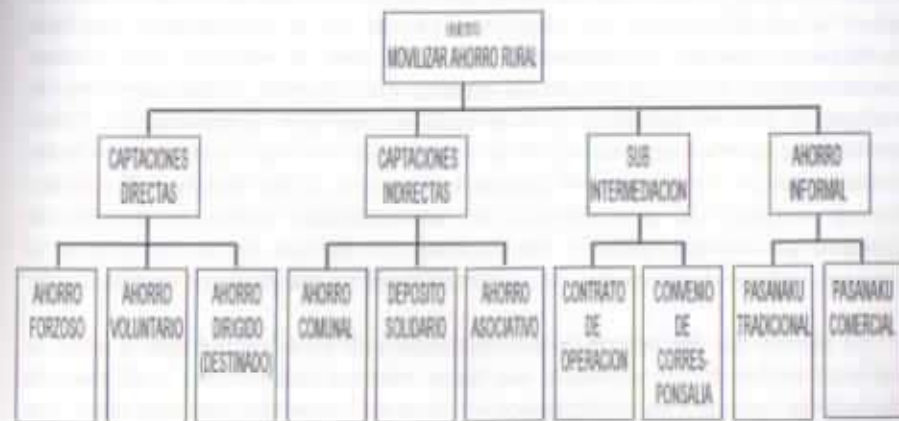 MOVILIZAR AHORRO RURAL
CAPTACIONES
DIRECTAS
CAPTACIONES
INDIRECTAS
SUB
INTERMEDIACION
AHORRO
INFORMAL
AHORRO
FORZOSO
AHORRO
VOLUNTARIO
AHORRO
DIRIGIDO
(DESTINADO)
AHORRO
COMUNAL
DEPOSITO
SOLIDARIO
AHORRO
ASOCIATIVO
CONTRATO
DE
OPERACION
CONVENIO
DE
CORRES-
PONSALIA
PASANAKU
TRADICIONAL
PASANAKU
COMERCIAL